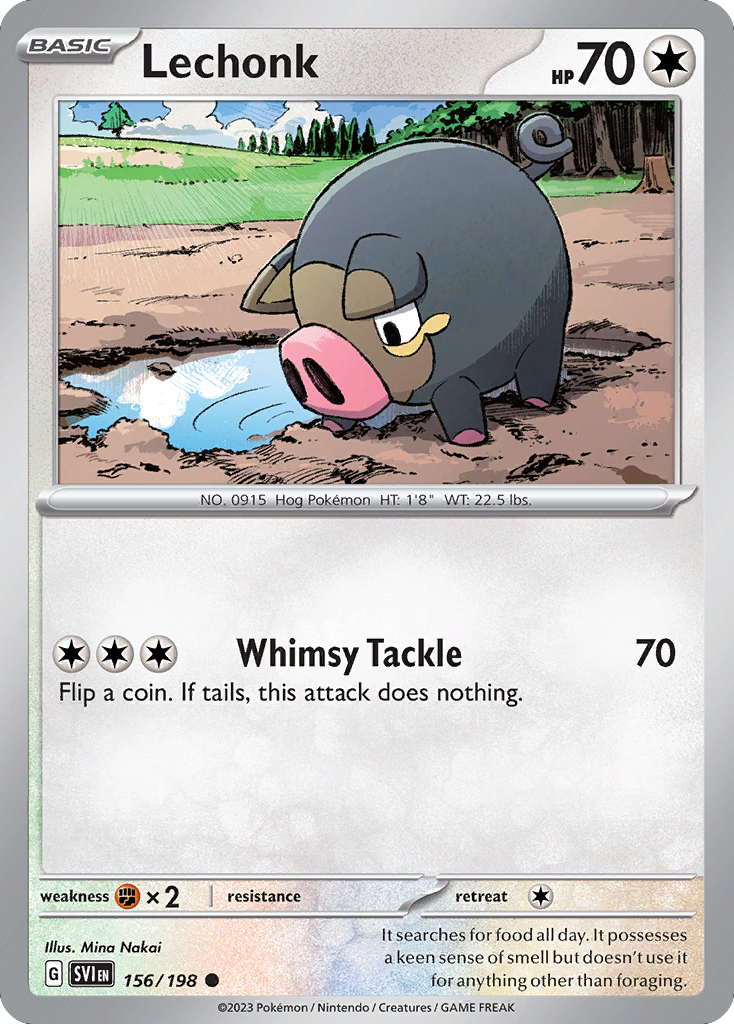 BASIC
Lechonk
HP 70
NO. 0915 Hog Pokémon HT: 1'8" WT: 22.5 lbs.
Whimsy Tackle 70
Flip a coin. If tails, this attack does nothing.
weakness ×2 resistance retreat
Illus. Mina Nakai
It searches for food all day. It possesses
a keen sense of smell but doesn't use it
for anything other than foraging.
G SVI EN 156/198
©2023 Pokémon / Nintendo / Creatures / GAME FREAK